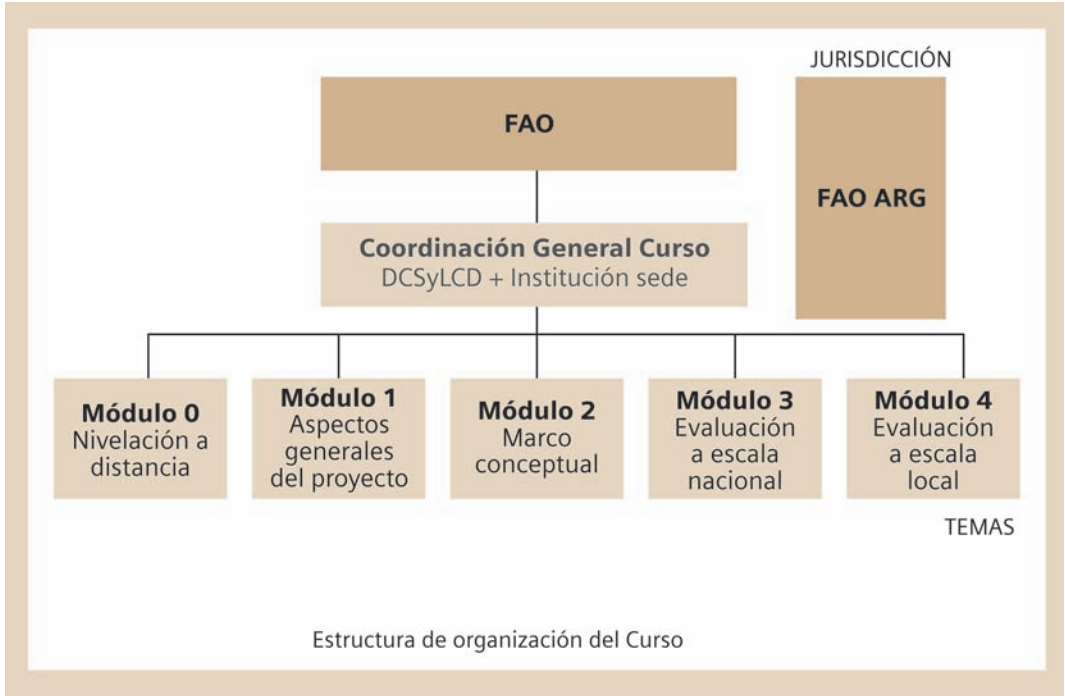 JURISDICCIÓN
FAO
FAO ARG
Coordinación General Curso
DCSyLCD + Institución sede
Módulo 0
Nivelación a
distancia
Módulo 1
Aspectos
generales
del proyecto
Módulo 2
Marco
conceptual
Módulo 3
Evaluación
a escala
nacional
Módulo 4
Evaluación
a escala
local
TEMAS
Estructura de organización del Curso